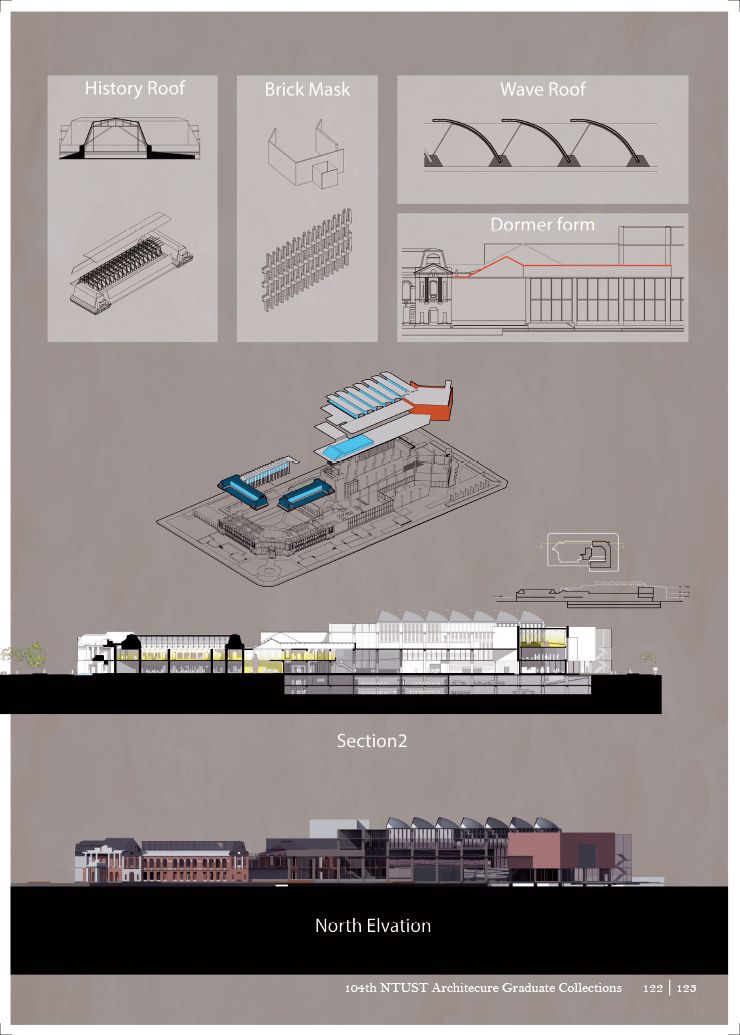 History Roof
Brick Mask
Wave Roof
Dormer form
Section2
North Elvation
104th NTUST Architecure Graduate Collections 122 | 123